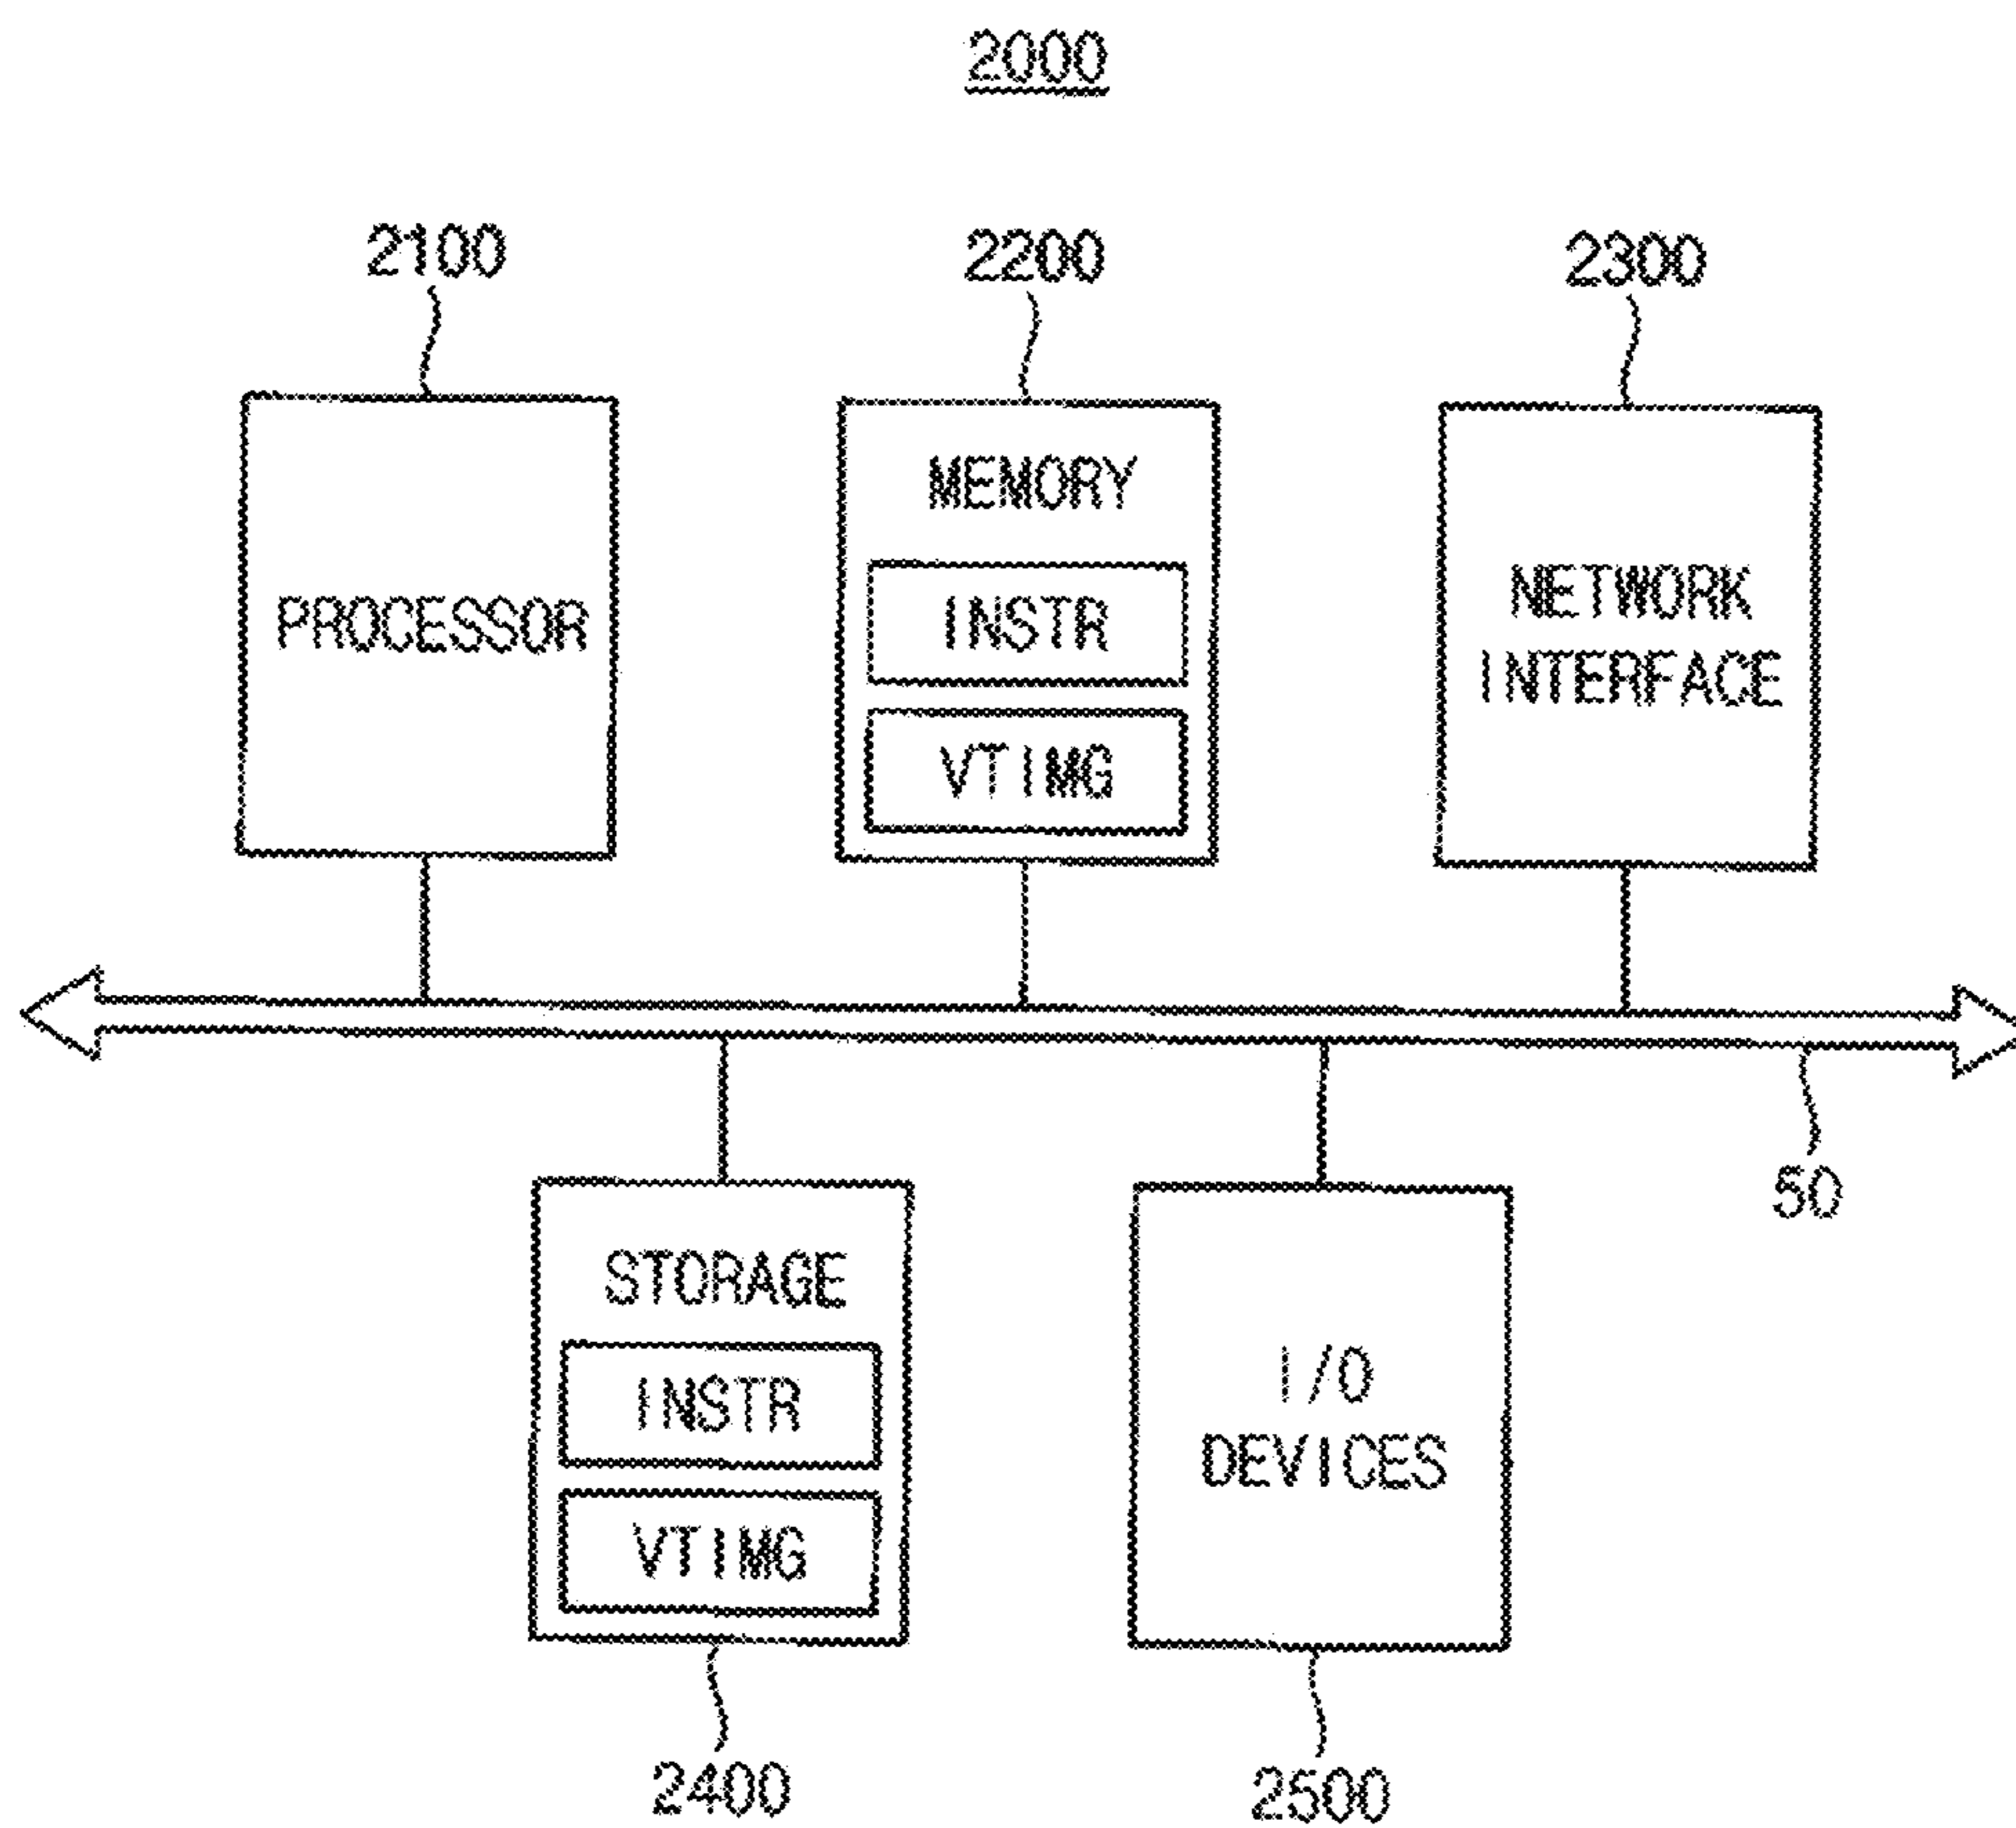 2000
2100
2200
2300
PROCESSOR
MEMORY
INSTR
VTIMG
NETWORK
INTERFACE
50
STORAGE
INSTR
VTIMG
I/O
DEVICES
2400
2500